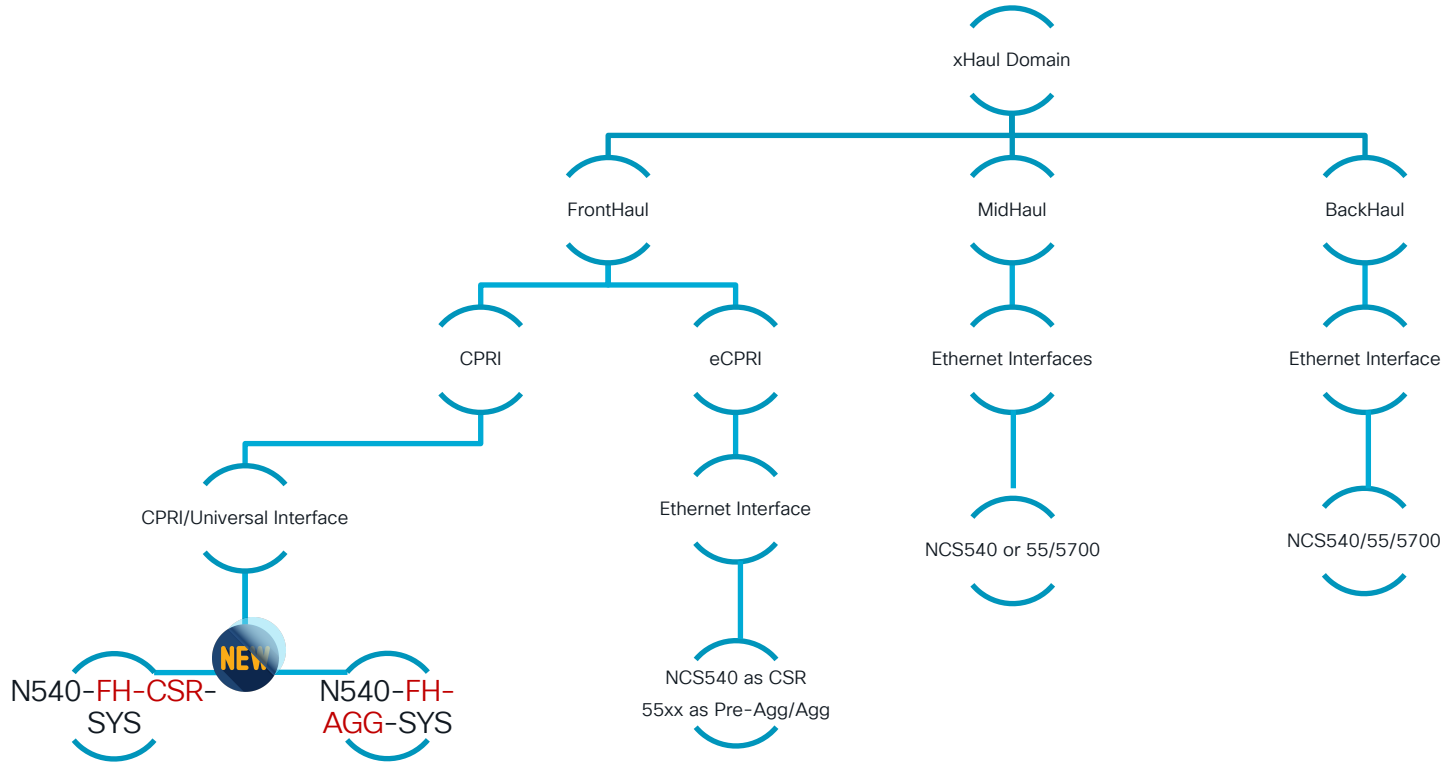 xHaul Domain
FrontHaul
MidHaul
BackHaul
CPRI
eCPRI
Ethernet Interfaces
Ethernet Interface
CPRI/Universal Interface
Ethernet Interface
NCS540 or 55/5700
NCS540/55/5700
NEW
N540-FH-CSR-
SYS
N540-FH-
AGG-SYS
NCS540 as CSR
55xx as Pre-Agg/Agg